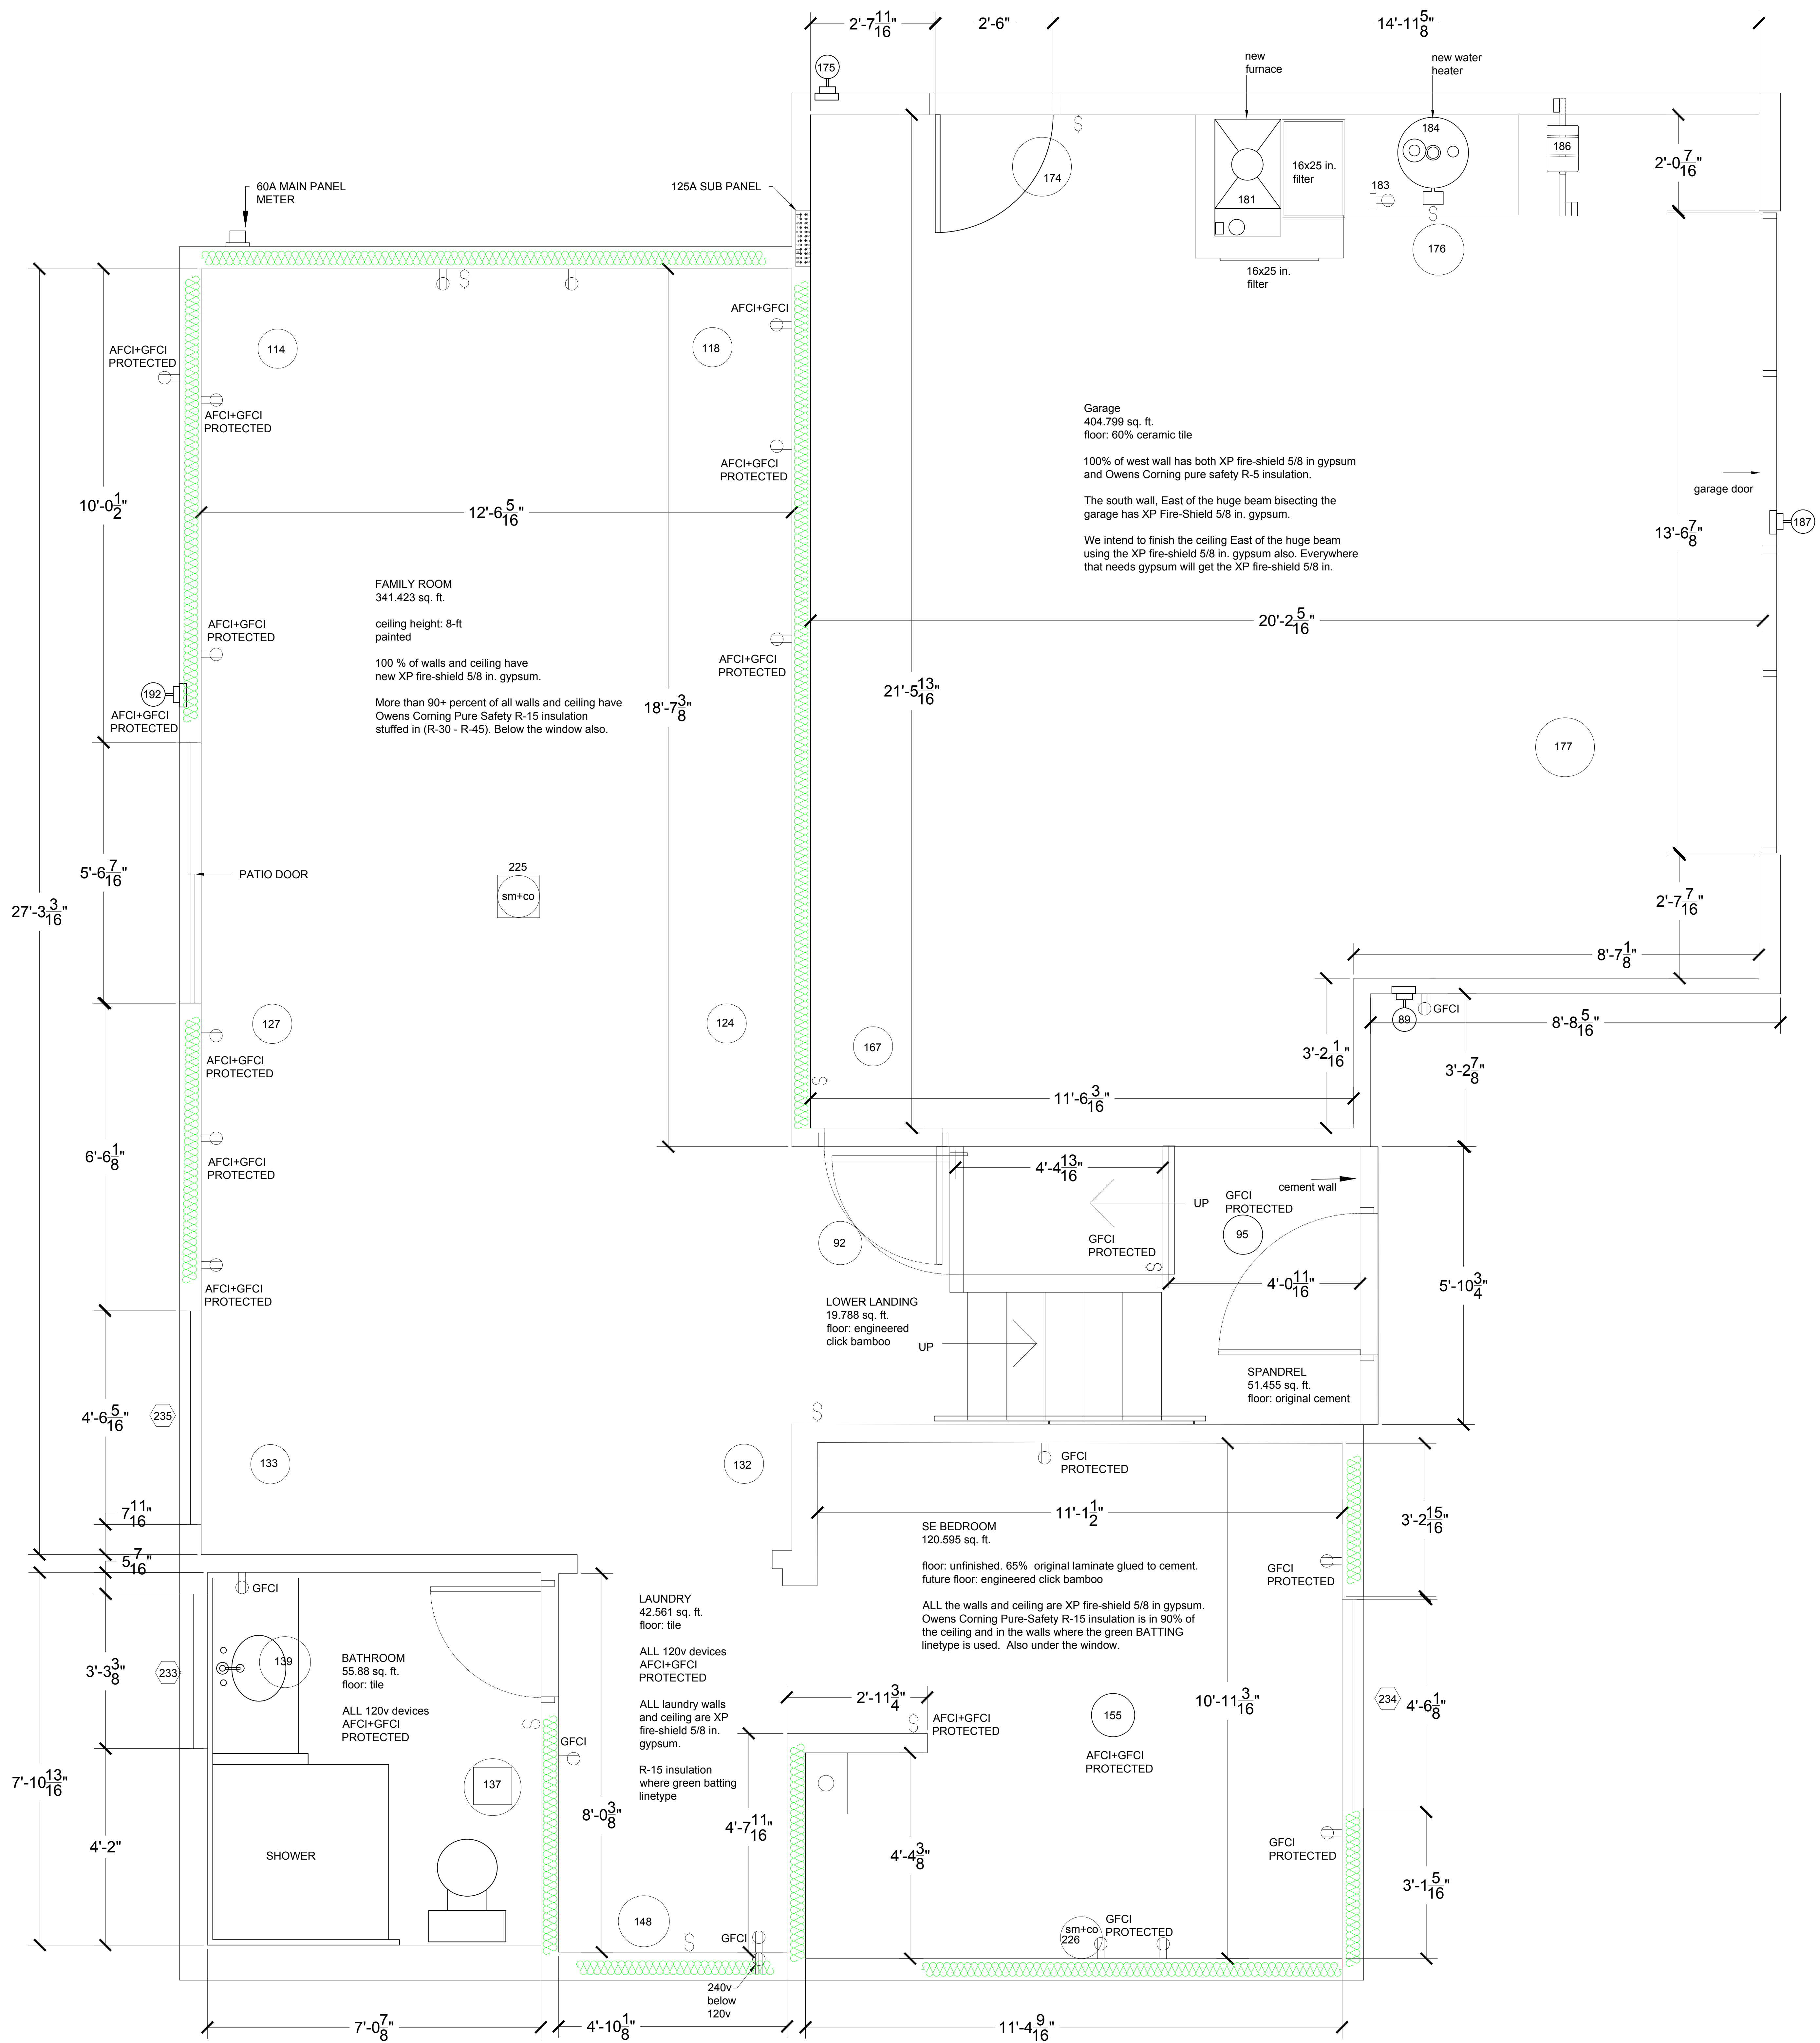 2'-7 11/16"
2'-6"
14'-11 5/8"
175
new
furnace
new water
heater
184
186
16x25 in.
filter
183
181
174
176
16x25 in.
filter
2'-0 7/16"
60A MAIN PANEL
METER
125A SUB PANEL
AFCI+GFCI
114
118
AFCI+GFCI
PROTECTED
AFCI+GFCI
PROTECTED
AFCI+GFCI
PROTECTED
10'-0 1/2"
12'-6 5/16"
Garage
404.799 sq. ft.
floor: 60% ceramic tile
100% of west wall has both XP fire-shield 5/8 in gypsum
and Owens Corning pure safety R-5 insulation.
The south wall, East of the huge beam bisecting the
garage has XP Fire-Shield 5/8 in. gypsum.
We intend to finish the ceiling East of the huge beam
using the XP fire-shield 5/8 in. gypsum also. Everywhere
that needs gypsum will get the XP fire-shield 5/8 in.
garage door
187
13'-6 7/8"
20'-2 5/16"
FAMILY ROOM
341.423 sq. ft.
ceiling height: 8-ft
painted
100 % of walls and ceiling have
new XP fire-shield 5/8 in. gypsum.
More than 90+ percent of all walls and ceiling have
Owens Corning Pure Safety R-15 insulation
stuffed in (R-30 - R-45). Below the window also.
AFCI+GFCI
PROTECTED
AFCI+GFCI
PROTECTED
192
AFCI+GFCI
PROTECTED
18'-7 3/8"
21'-5 13/16"
177
5'-6 7/16"
PATIO DOOR
225
sm+co
27'-3 3/16"
2'-7 7/16"
8'-7 1/8"
89
GFCI
8'-8 5/16"
127
124
167
3'-2 1/16"
3'-2 7/8"
AFCI+GFCI
PROTECTED
11'-6 3/16"
6'-6 1/8"
AFCI+GFCI
PROTECTED
4'-4 13/16"
cement wall
UP
GFCI
PROTECTED
95
92
GFCI
PROTECTED
AFCI+GFCI
PROTECTED
4'-0 11/16"
5'-10 3/4"
LOWER LANDING
19.788 sq. ft.
floor: engineered
click bamboo
UP
SPANDREL
51.455 sq. ft.
floor: original cement
4'-6 5/16"
235
133
132
GFCI
PROTECTED
7 11/16"
11'-1 1/2"
3'-2 15/16"
SE BEDROOM
120.595 sq. ft.
floor: unfinished. 65% original laminate glued to cement.
future floor: engineered click bamboo
ALL the walls and ceiling are XP fire-shield 5/8 in gypsum.
Owens Corning Pure-Safety R-15 insulation is in 90% of
the ceiling and in the walls where the green BATTING
linetype is used. Also under the window.
GFCI
PROTECTED
5 7/16"
GFCI
LAUNDRY
42.561 sq. ft.
floor: tile
ALL 120v devices
AFCI+GFCI
PROTECTED
ALL laundry walls
and ceiling are XP
fire-shield 5/8 in.
gypsum.
R-15 insulation
where green batting
linetype
3'-3 3/8"
233
139
BATHROOM
55.88 sq. ft.
floor: tile
ALL 120v devices
AFCI+GFCI
PROTECTED
GFCI
2'-11 3/4"
AFCI+GFCI
PROTECTED
155
AFCI+GFCI
PROTECTED
10'-11 3/16"
234
4'-6 1/8"
7'-10 13/16"
137
8'-0 3/8"
4'-7 11/16"
4'-2"
SHOWER
4'-4 3/8"
GFCI
PROTECTED
3'-1 5/16"
148
GFCI
sm+co
226
GFCI
PROTECTED
240v
below
120v
7'-0 7/8"
4'-10 1/8"
11'-4 9/16"